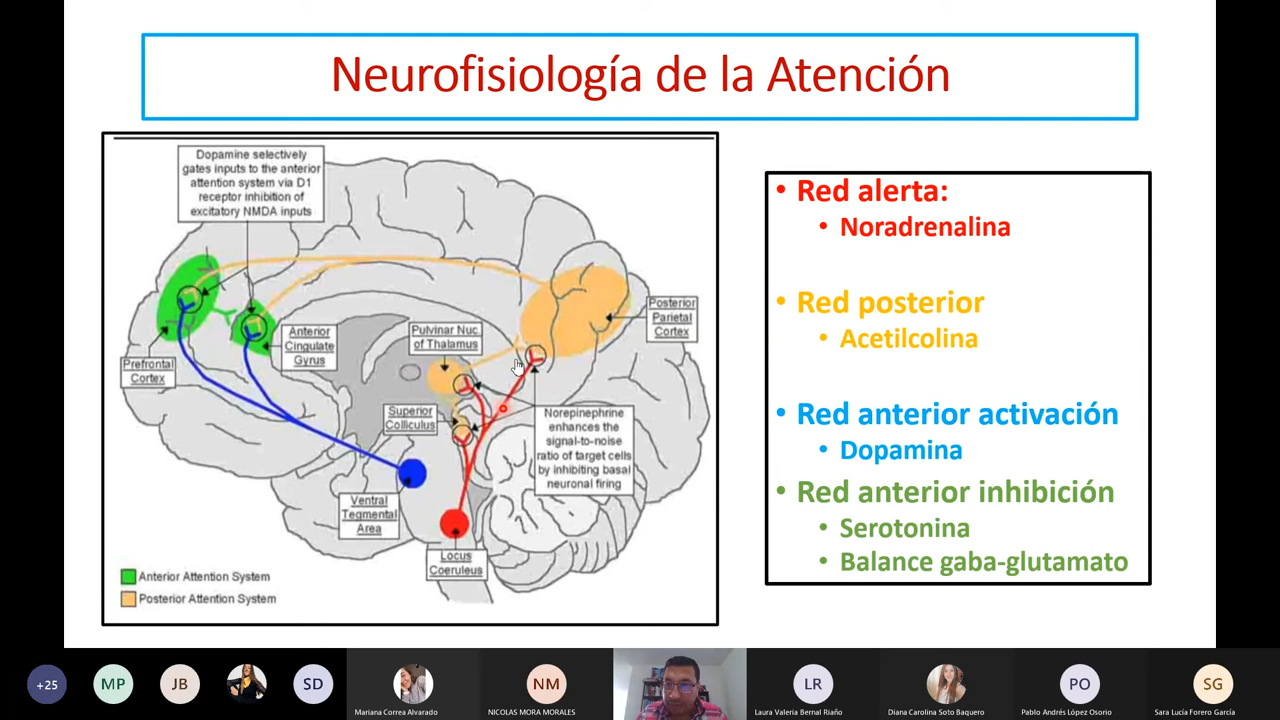 Neurofisiología de la Atención
Dopamine selectively
gates inputs to the anterior
attention system via D1
receptor inhibition of
excitatory NMDA inputs
Posterior
Parietal
Cortex
Pulvinar Nuc.
of Thalamus
Anterior
Cingulate
Gyrus
Prefrontal
Cortex
Superior
Colliculus
Norepinephrine
enhances the
signal-to-noise
ratio of target cells
by inhibiting basal
neuronal firing
Ventral
Tegmental
Area
Locus
Coeruleus
Anterior Attention System
Posterior Attention System
• Red alerta:
• Noradrenalina
• Red posterior
• Acetilcolina
• Red anterior activación
• Dopamina
• Red anterior inhibición
• Serotonina
• Balance gaba-glutamato
+25
MP
JB
SD
Mariana Correa Alvarado
NM
NICOLAS MORA MORALES
LR
Laura Valeria Bernal Riaño
Diana Carolina Soto Baquero
PO
Pablo Andrés López Osorio
SG
Sara Lucía Forero García